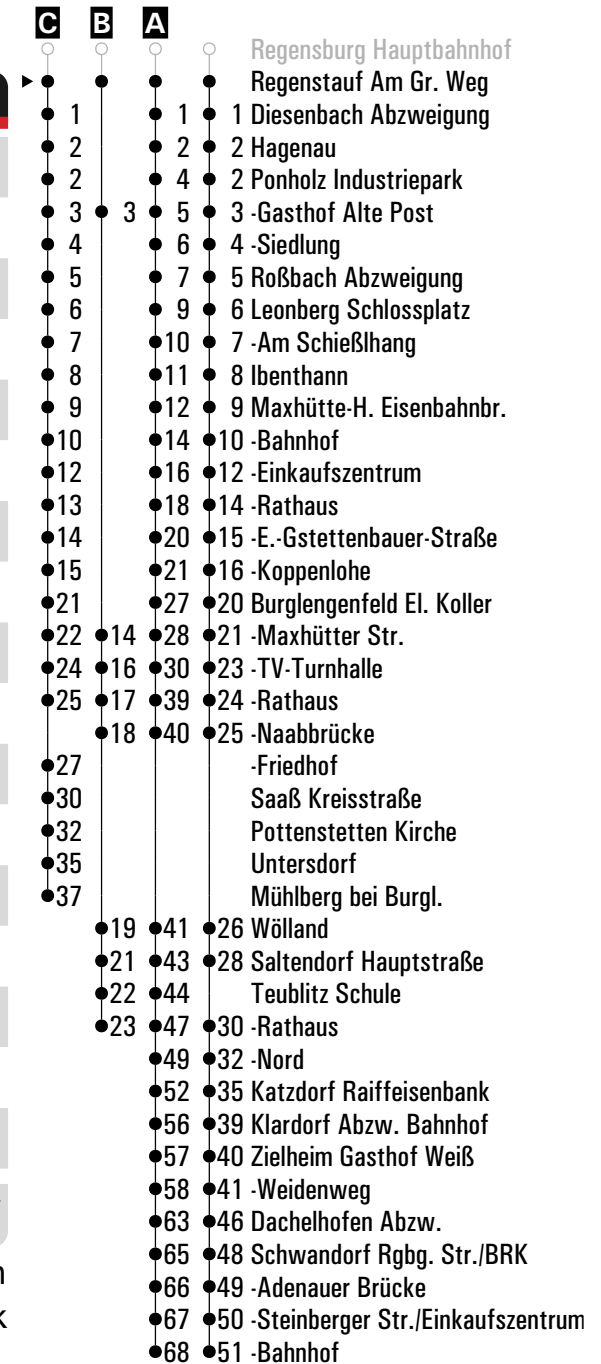 C B A
Regensburg Hauptbahnhof
Regenstauf Am Gr. Weg
1 1 1 Diesenbach Abzweigung
2 2 2 Hagenau
2 4 2 Ponholz Industriepark
3 3 5 3 -Gasthof Alte Post
4 6 4 -Siedlung
5 7 5 Roßbach Abzweigung
6 9 6 Leonberg Schlossplatz
7 10 7 -Am Schießlhang
8 11 8 Ibenthann
9 12 9 Maxhütte-H. Eisenbahnbr.
10 14 10 -Bahnhof
12 16 12 -Einkaufszentrum
13 18 14 -Rathaus
14 20 15 -E.-Gstettenbauer-Straße
15 21 16 -Koppenlohe
21 27 20 Burglengenfeld El. Koller
22 14 28 21 -Maxhütter Str.
24 16 30 23 -TV-Turnhalle
25 17 39 24 -Rathaus
18 40 25 -Naabbrücke
27 -Friedhof
30 Saaß Kreisstraße
32 Pottenstetten Kirche
35 Untersdorf
37 Mühlberg bei Burgl.
19 41 26 Wölland
21 43 28 Saltendorf Hauptstraße
22 44 Teublitz Schule
23 47 30 -Rathaus
49 32 -Nord
52 35 Katzdorf Raiffeisenbank
56 39 Klardorf Abzw. Bahnhof
57 40 Zielheim Gasthof Weiß
58 41 -Weidenweg
63 46 Dachelhofen Abzw.
65 48 Schwandorf Rgbg. Str./BRK
66 49 -Adenauer Brücke
67 50 -Steinberger Str./Einkaufszentrum
68 51 -Bahnhof